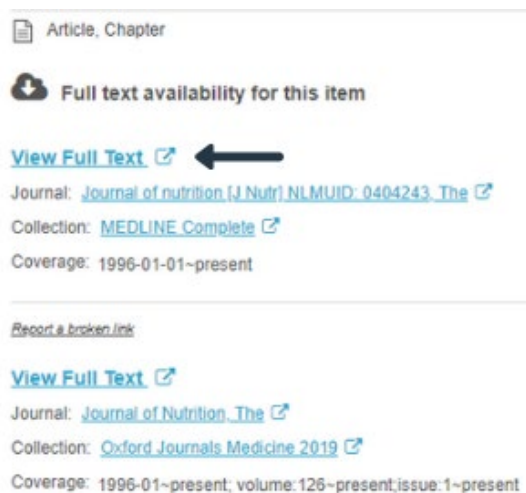 Article, Chapter
Full text availability for this item
View Full Text
Journal: Journal of nutrition [J Nutr] NLMUID: 0404243, The
Collection: MEDLINE Complete
Coverage: 1996-01-01~present
Report a broken link
View Full Text
Journal: Journal of Nutrition, The
Collection: Oxford Journals Medicine 2019
Coverage: 1996-01~present; volume:126~present;issue:1~present